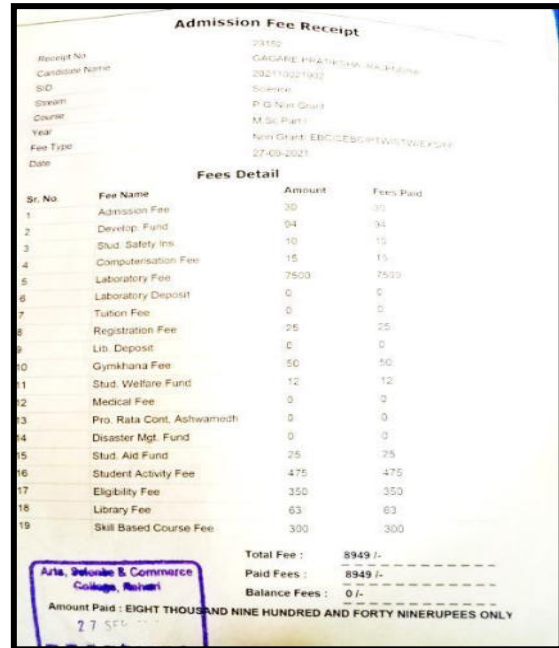 Admission Fee Receipt
Receipt No 23152
Candidate Name GAGARE PRATIKSHA RAJENDRA
SID 202110021002
Stream Science
Course P.G Non Grant
Year M.Sc. Part I
Fee Type Non Grant:
Date 27-09-2021
Fees Detail
Sr. No. Fee Name Amount Fees Paid
1 Admission Fee 30 30
2 Develop. Fund 94 94
3 Stud. Safety Ins. 10 10
4 Computerisation Fee 15 15
5 Laboratory Fee 7500 7500
6 Laboratory Deposit 0 0
7 Tuition Fee 0 0
8 Registration Fee 25 25
9 Lib. Deposit 0 0
10 Gymkhana Fee 50 50
11 Stud. Welfare Fund 12 12
12 Medical Fee 0 0
13 Pro. Rata Cont. Ashwamedh 0 0
14 Disaster Mgt. Fund 0 0
15 Stud. Aid Fund 25 25
16 Student Activity Fee 475 475
17 Eligibility Fee 350 350
18 Library Fee 63 63
19 Skill Based Course Fee 300 300
Total Fee : 8949 /-
Paid Fees : 8949 /-
Balance Fees : 0 /-
Arts, Science & Commerce
College, Rahuri
Amount Paid : EIGHT THOUSAND NINE HUNDRED AND FORTY NINERUPEES ONLY
27 SEP